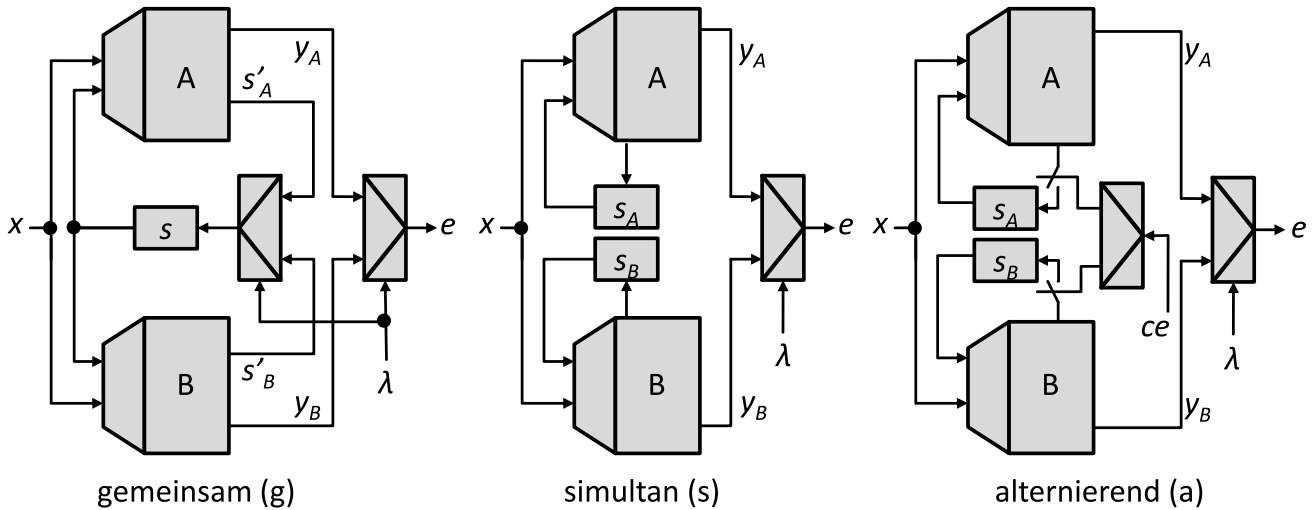 A
y_A
s'_A
x
s
e
B
s'_B
y_B
λ
gemeinsam (g)
A
y_A
x
s_A
s_B
e
λ
B
y_B
simultan (s)
A
y_A
x
s_A
s_B
e
ce
λ
B
y_B
alternierend (a)